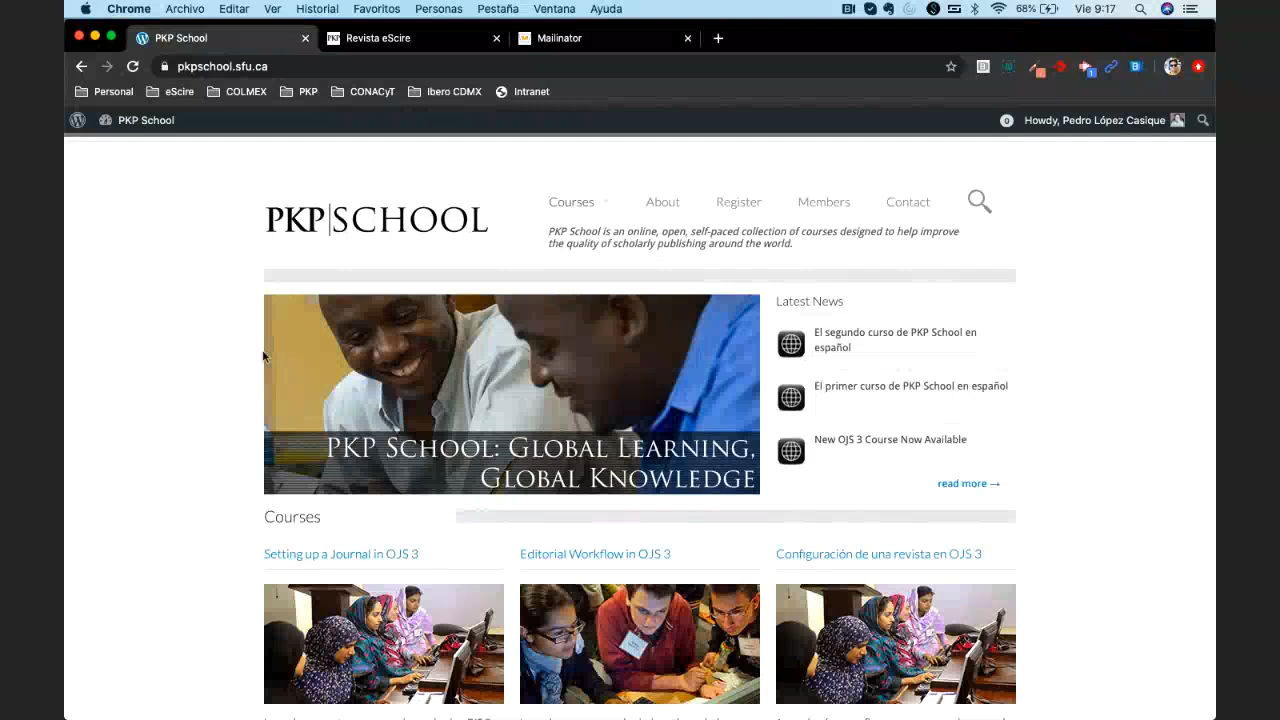 Chrome Archivo Editar Ver Historial Favoritos Personas Pestaña Ventana Ayuda 68% Vie 9:17
PKP School Revista eScire Mailinator
pkpschool.sfu.ca
Personal eScire COLMEX PKP CONACyT Ibero CDMX Intranet
PKP School 0 Howdy, Pedro López Casique
PKP|SCHOOL
Courses About Register Members Contact
PKP School is an online, open, self-paced collection of courses designed to help improve
the quality of scholarly publishing around the world.
Latest News
El segundo curso de PKP School en
español
El primer curso de PKP School en español
New OJS 3 Course Now Available
read more →
PKP School: Global Learning,
Global Knowledge
Courses
Setting up a Journal in OJS 3
Editorial Workflow in OJS 3
Configuración de una revista en OJS 3